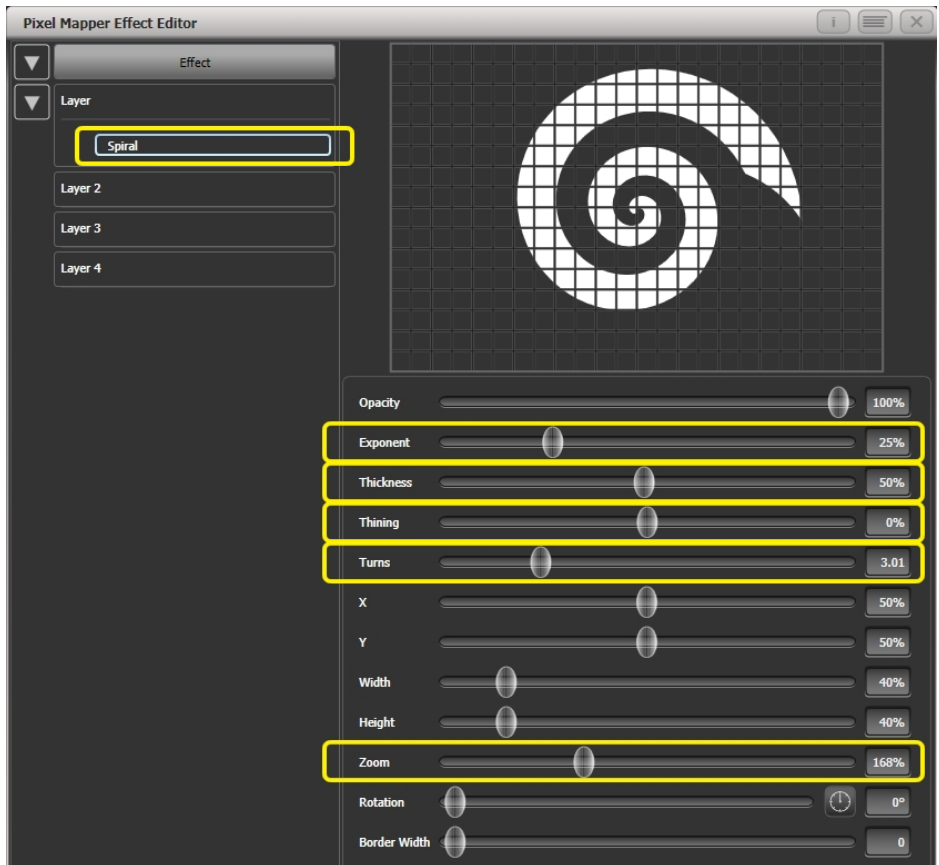 Pixel Mapper Effect Editor
i
Effect
Layer
Spiral
Layer 2
Layer 3
Layer 4
Opacity 100%
Exponent 25%
Thickness 50%
Thining 0%
Turns 3.01
X 50%
Y 50%
Width 40%
Height 40%
Zoom 168%
Rotation 0°
Border Width 0